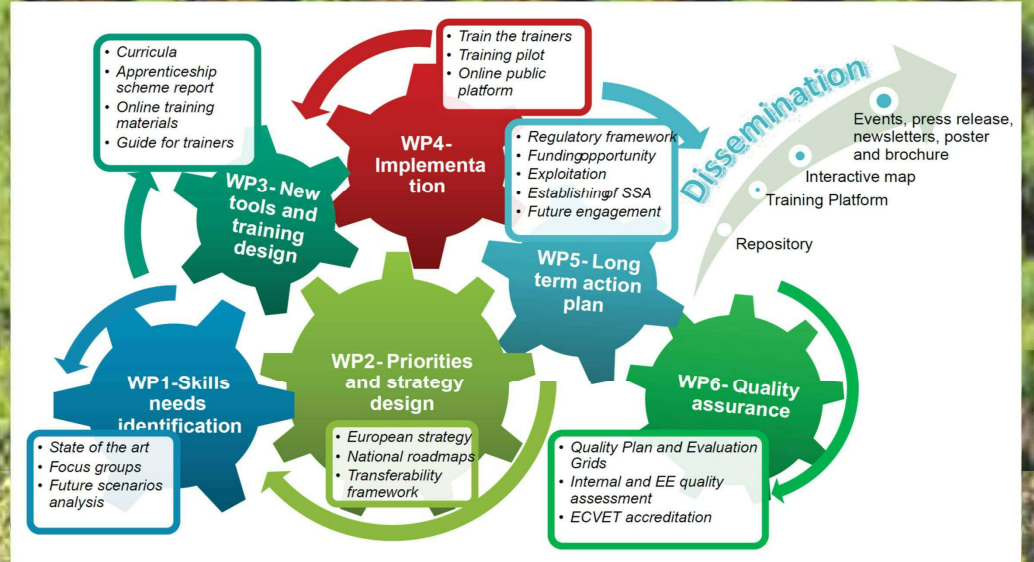 WP1-Skills
needs
identification
• State of the art
• Focus groups
• Future scenarios
analysis
WP2- Priorities
and strategy
design
• European strategy
• National roadmaps
• Transferability
framework
WP3- New
tools and
training
design
• Curricula
• Apprenticeship
scheme report
• Online training
materials
• Guide for trainers
WP4-
Implementa
tion
• Train the trainers
• Training pilot
• Online public
platform
WP5- Long
term action
plan
• Regulatory framework
• Fundingopportunity
• Exploitation
• Establishing of SSA
• Future engagement
WP6- Quality
assurance
• Quality Plan and Evaluation
Grids
• Internal and EE quality
assessment
• ECVET accreditation
Dissemination
Repository
Training Platform
Interactive map
Events, press release,
newsletters, poster
and brochure